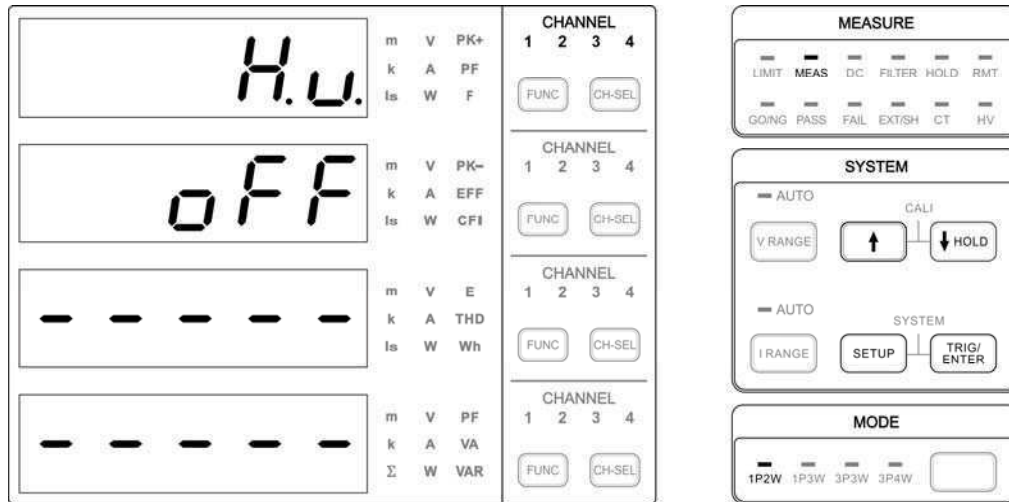 H.u.
m V PK+
k A PF
Is W F
CHANNEL
1 2 3 4
FUNC CH-SEL
oFF
m V PK−
k A EFF
Is W CFI
CHANNEL
1 2 3 4
FUNC CH-SEL
- - - - -
m V E
k A THD
Is W Wh
CHANNEL
1 2 3 4
FUNC CH-SEL
- - - - -
m V PF
k A VA
Σ W VAR
CHANNEL
1 2 3 4
FUNC CH-SEL
MEASURE
LIMIT MEAS DC FILTER HOLD RMT
GO/NG PASS FAIL EXT/SH CT HV
SYSTEM
AUTO
CALI
V RANGE ↑ ↓ HOLD
AUTO
SYSTEM
I RANGE SETUP TRIG/
ENTER
MODE
1P2W 1P3W 3P3W 3P4W